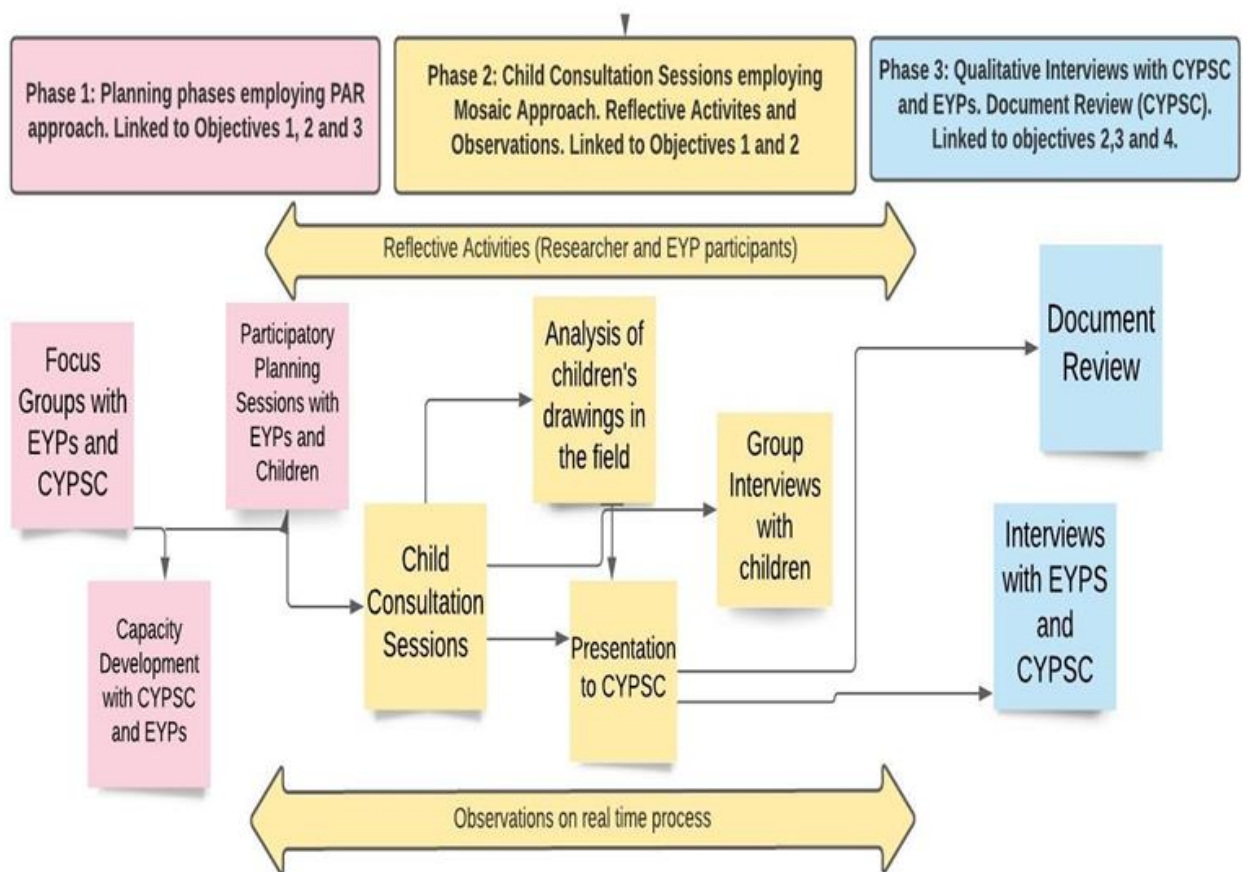 Phase 1: Planning phases employing PAR
approach. Linked to Objectives 1, 2 and 3
Phase 2: Child Consultation Sessions employing
Mosaic Approach. Reflective Activites and
Observations. Linked to Objectives 1 and 2
Phase 3: Qualitative Interviews with CYPSC
and EYPs. Document Review (CYPSC).
Linked to objectives 2,3 and 4.
Reflective Activities (Researcher and EYP participants)
Focus
Groups with
EYPs and
CYPSC
Participatory
Planning
Sessions with
EYPs and
Children
Analysis of
children's
drawings in
the field
Document
Review
Group
Interviews
with
children
Capacity
Development
with CYPSC
and EYPs
Child
Consultation
Sessions
Presentation
to CYPSC
Interviews
with EYPS
and
CYPSC
Observations on real time process